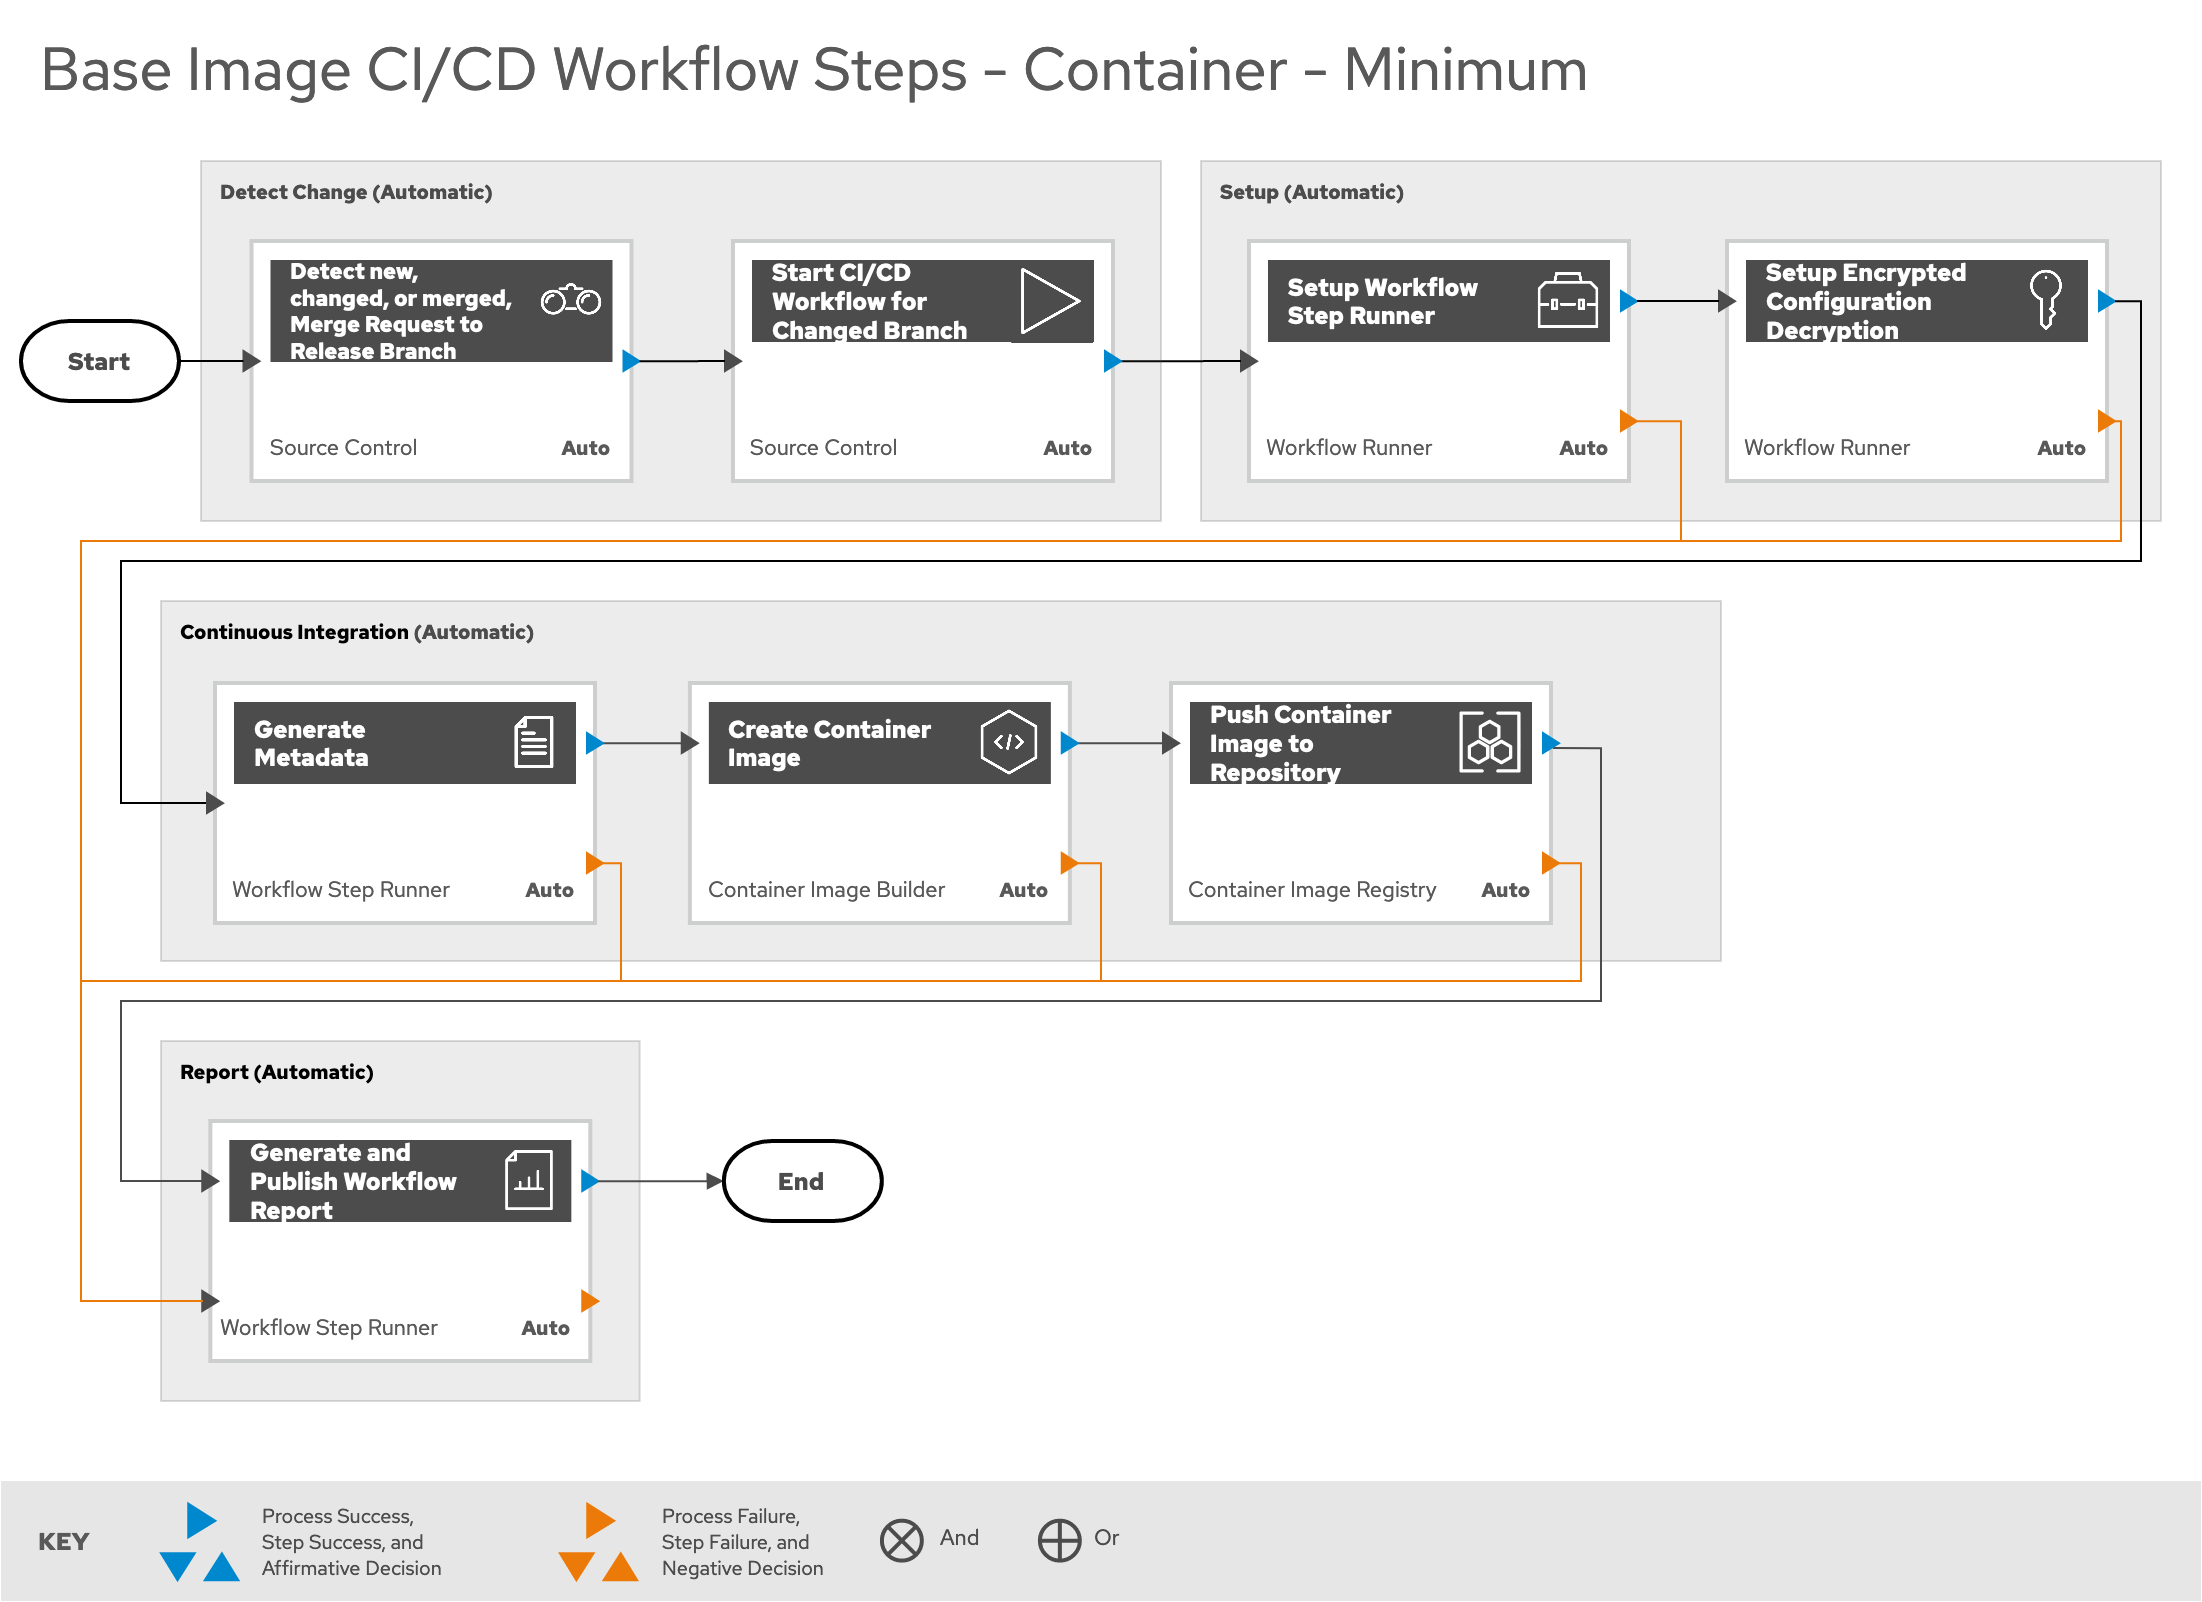 Base Image CI/CD Workflow Steps - Container - Minimum
Detect Change (Automatic)
Setup (Automatic)
Start
Detect new,
changed, or merged,
Merge Request to
Release Branch
Source Control
Auto
Start CI/CD
Workflow for
Changed Branch
Source Control
Auto
Setup Workflow
Step Runner
Workflow Runner
Auto
Setup Encrypted
Configuration
Decryption
Workflow Runner
Auto
Continuous Integration (Automatic)
Generate
Metadata
Workflow Step Runner
Auto
Create Container
Image
Container Image Builder
Auto
Push Container
Image to
Repository
Container Image Registry
Auto
Report (Automatic)
Generate and
Publish Workflow
Report
Workflow Step Runner
Auto
End
KEY
Process Success,
Step Success, and
Affirmative Decision
Process Failure,
Step Failure, and
Negative Decision
And
Or